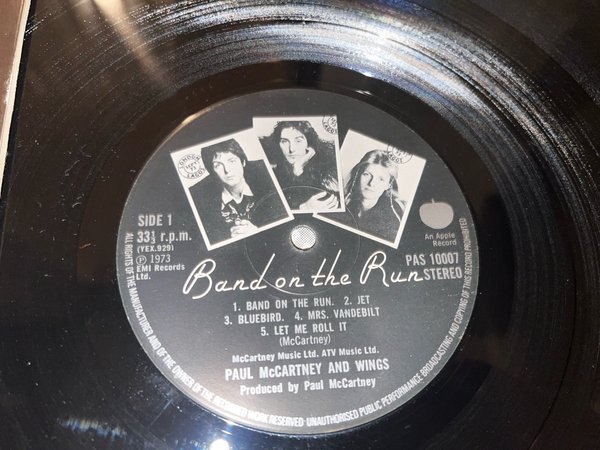 SIDE 1
33⅓ r.p.m.
(YEX.929)
Ⓟ 1973
EMI Records
Ltd.
An Apple
Record
PAS 10007
STEREO
Band on the Run
1. BAND ON THE RUN. 2. JET
3. BLUEBIRD. 4. MRS. VANDEBILT
5. LET ME ROLL IT
(McCartney)
McCartney Music Ltd. ATV Music Ltd.
PAUL McCARTNEY AND WINGS
Produced by Paul McCartney
ALL RIGHTS OF THE MANUFACTURER AND OF THE OWNER OF THE RECORDED WORK RESERVED UNAUTHORISED PUBLIC PERFORMANCE BROADCASTING AND COPYING OF THIS RECORD PROHIBITED